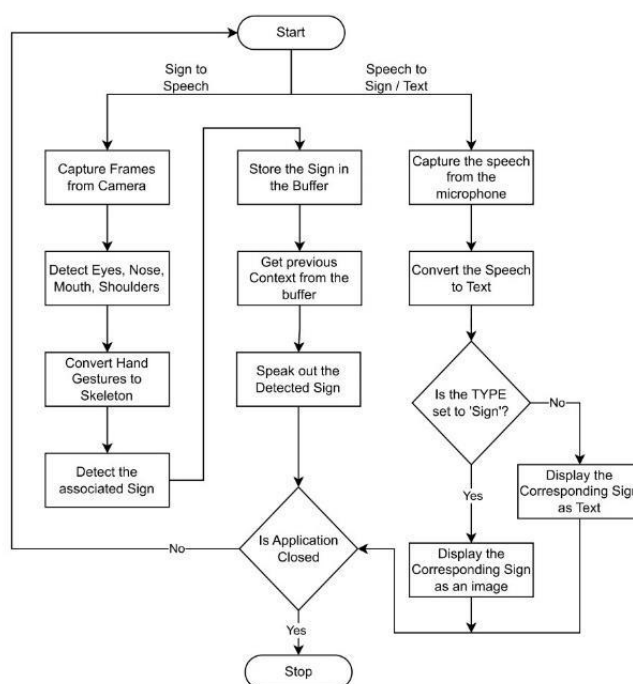 Start
Sign to
Speech
Speech to
Sign / Text
Capture Frames
from Camera
Store the Sign in
the Buffer
Capture the speech
from the
microphone
Detect Eyes, Nose,
Mouth, Shoulders
Get previous
Context from the
buffer
Convert the Speech
to Text
Convert Hand
Gestures to
Skeleton
Speak out the
Detected Sign
Is the TYPE
set to 'Sign'?
No
Detect the
associated Sign
Yes
Display the
Corresponding Sign
as Text
Is Application
Closed
No
Display the
Corresponding Sign
as an image
Yes
Stop